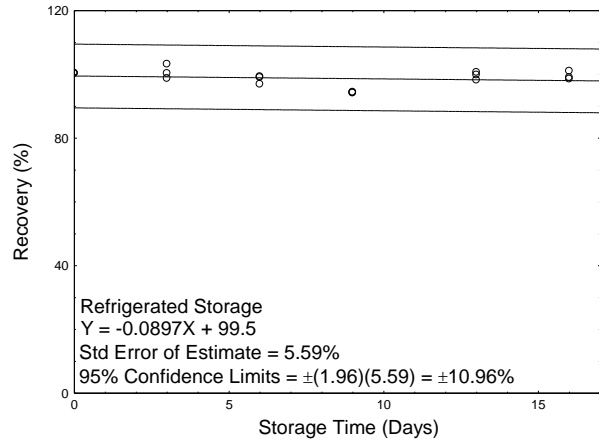 120
80
40
0
Recovery (%)
Refrigerated Storage
Y = -0.0897X + 99.5
Std Error of Estimate = 5.59%
95% Confidence Limits = ±(1.96)(5.59) = ±10.96%
0 5 10 15
Storage Time (Days)